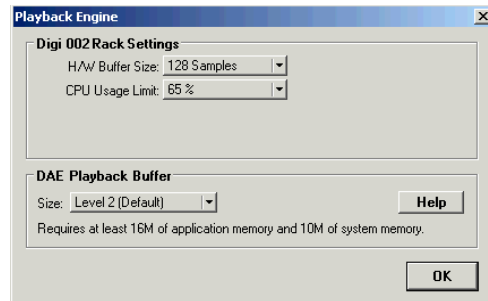 Playback Engine
Digi 002 Rack Settings
H/W Buffer Size: 128 Samples
CPU Usage Limit: 65 %
DAE Playback Buffer
Size: Level 2 (Default)
Help
Requires at least 16M of application memory and 10M of system memory.
OK